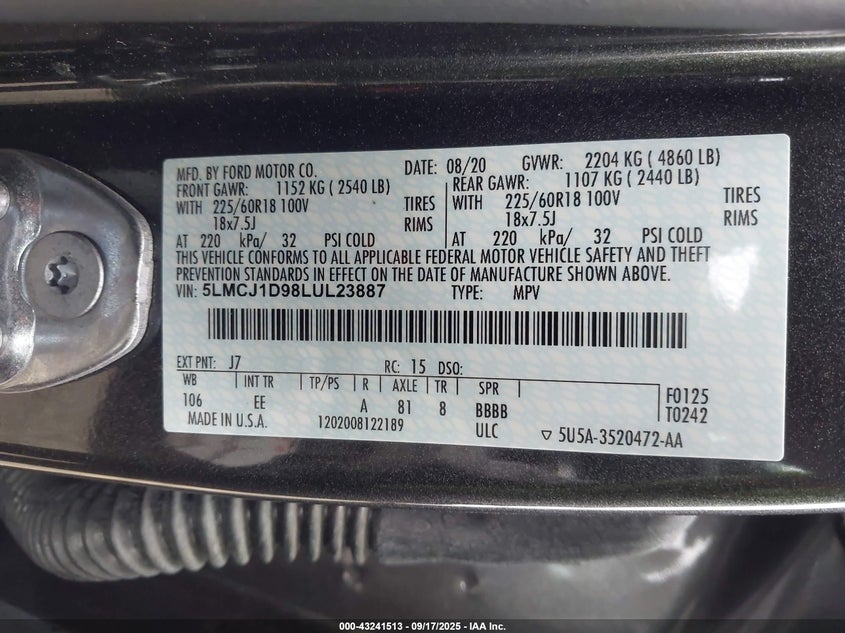 MFD. BY FORD MOTOR CO. DATE: 08/20 GVWR: 2204 KG ( 4860 LB)
FRONT GAWR: 1152 KG ( 2540 LB) REAR GAWR: 1107 KG ( 2440 LB)
WITH 225/60R18 100V TIRES WITH 225/60R18 100V TIRES
18x7.5J RIMS 18x7.5J RIMS
AT 220 kPa/ 32 PSI COLD AT 220 kPa/ 32 PSI COLD
THIS VEHICLE CONFORMS TO ALL APPLICABLE FEDERAL MOTOR VEHICLE SAFETY AND THEFT
PREVENTION STANDARDS IN EFFECT ON THE DATE OF MANUFACTURE SHOWN ABOVE.
VIN: 5LMCJ1D98LUL23887 TYPE: MPV
EXT PNT: J7 RC: 15 DSO:
WB INT TR TP/PS R AXLE TR SPR F0125
106 EE A 81 8 BBBB T0242
MADE IN U.S.A. 1202008122189 ULC ▽ 5U5A-3520472-AA
000-43241513 - 09/17/2025 - IAA Inc.